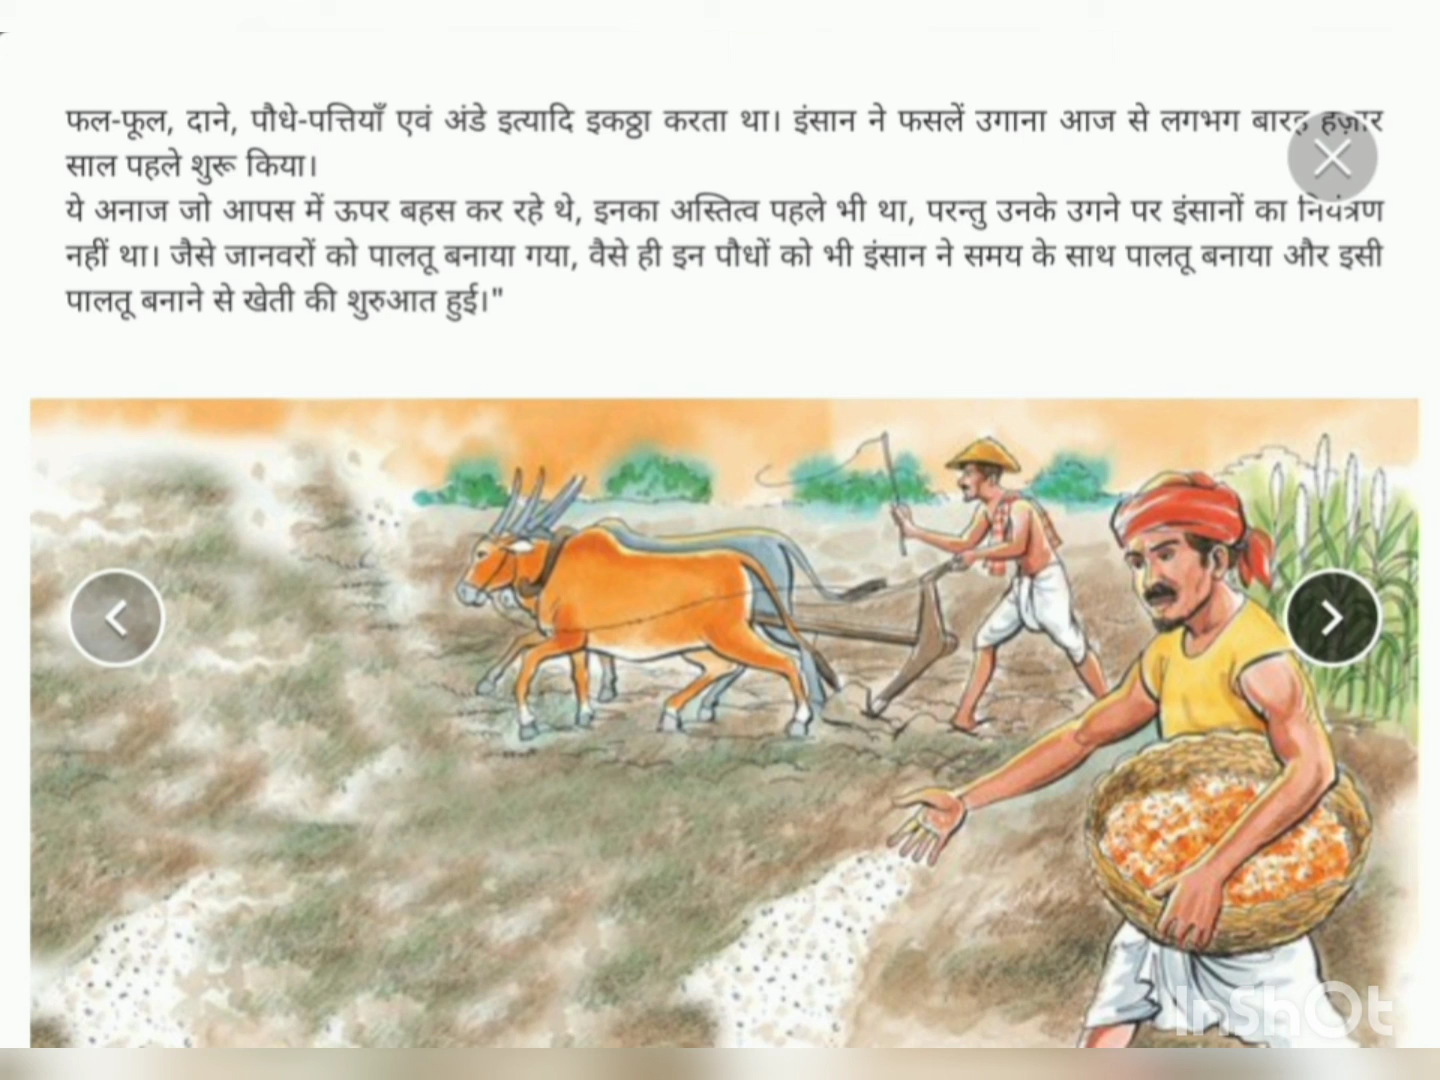 फल-फूल, दाने, पौधे-पत्तियाँ एवं अंडे इत्यादि इकठ्ठा करता था। इंसान ने फसलें उगाना आज से लगभग बारह हज़ार
साल पहले शुरू किया।
ये अनाज जो आपस में ऊपर बहस कर रहे थे, इनका अस्तित्व पहले भी था, परन्तु उनके उगने पर इंसानों का नियंत्रण
नहीं था। जैसे जानवरों को पालतू बनाया गया, वैसे ही इन पौधों को भी इंसान ने समय के साथ पालतू बनाया और इसी
पालतू बनाने से खेती की शुरुआत हुई।"
InShOt